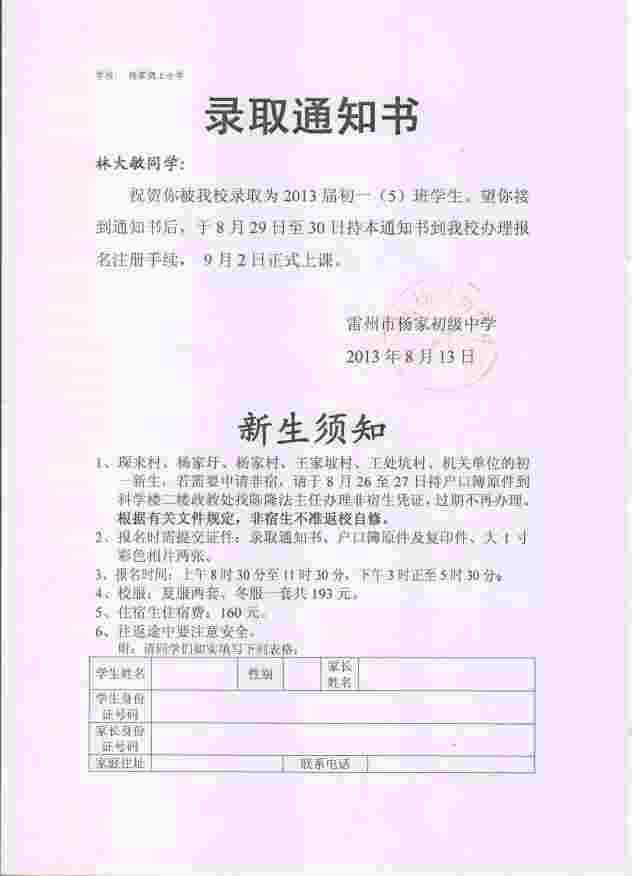 学校: 杨家圩上小学
录取通知书
林大敏同学:
祝贺你被我校录取为 2013 届初一（5）班学生。望你接
到通知书后，于 8 月 29 日至 30 日持本通知书到我校办理报
名注册手续， 9 月 2 日正式上课。
雷州市杨家初级中学
2013 年 8 月 13 日
新生须知
1、琛来村、杨家圩、杨家村、王家坡村、王处坑村、机关单位的初
一新生，若需要申请非宿，请于 8 月 26 至 27 日持户口簿原件到
科学楼二楼政教处找陈隆法主任办理非宿生凭证，过期不再办理。
根据有关文件规定，非宿生不准返校自修。
2、报名时需提交证件：录取通知书、户口簿原件及复印件、大 1 寸
彩色相片两张。
3、报名时间：上午 8 时 30 分至 11 时 30 分，下午 3 时正至 5 时 30 分。
4、校服：夏服两套、冬服一套共 193 元。
5、住宿生住宿费：160 元。
6、往返途中要注意安全。
附：请同学们如实填写下列表格：
学生姓名 性别 家长
姓名
学生身份
证号码
家长身份
证号码
家庭住址 联系电话